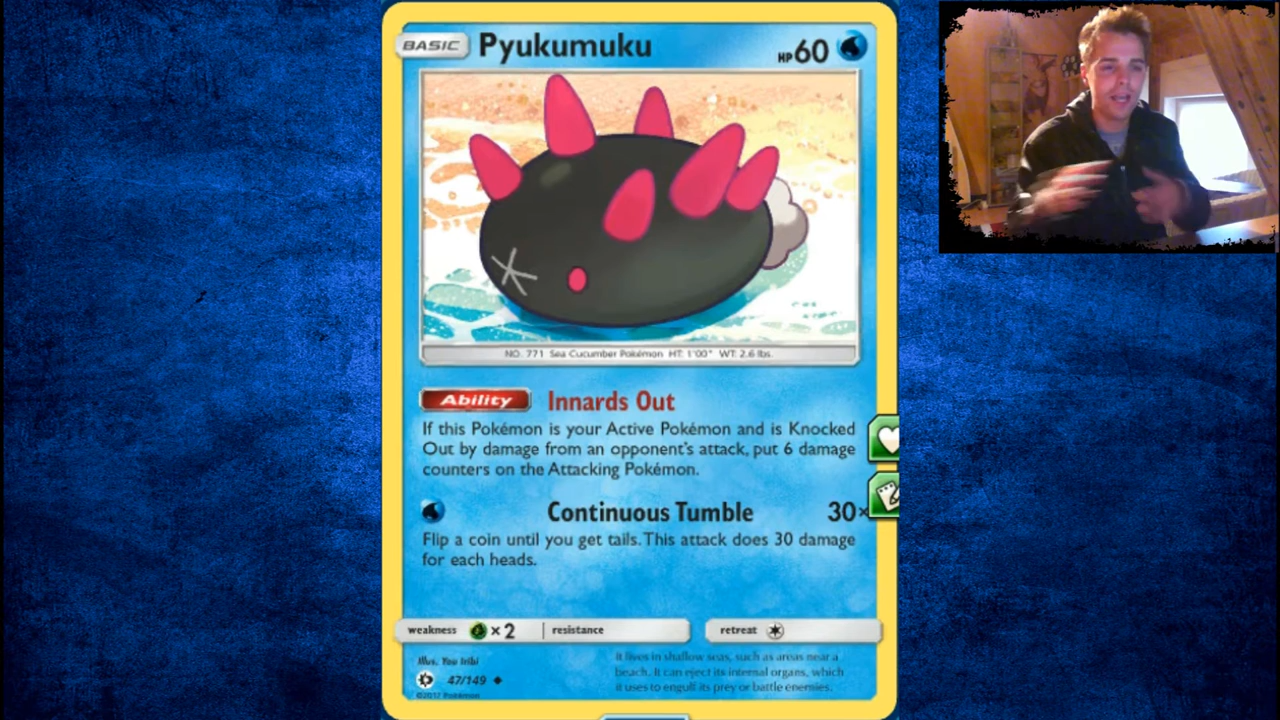 BASIC Pyukumuku HP 60
NO. 771 Sea Cucumber Pokémon HT: 1'00" WT: 2.6 lbs.
Ability Innards Out
If this Pokémon is your Active Pokémon and is Knocked
Out by damage from an opponent's attack, put 6 damage
counters on the Attacking Pokémon.
Continuous Tumble 30×
Flip a coin until you get tails. This attack does 30 damage
for each heads.
weakness ×2 resistance retreat
Illus. You Iribi
47/149
©2017 Pokémon
It lives in shallow seas, such as areas near a
beach. It can eject its internal organs, which
it uses to engulf its prey or battle enemies.